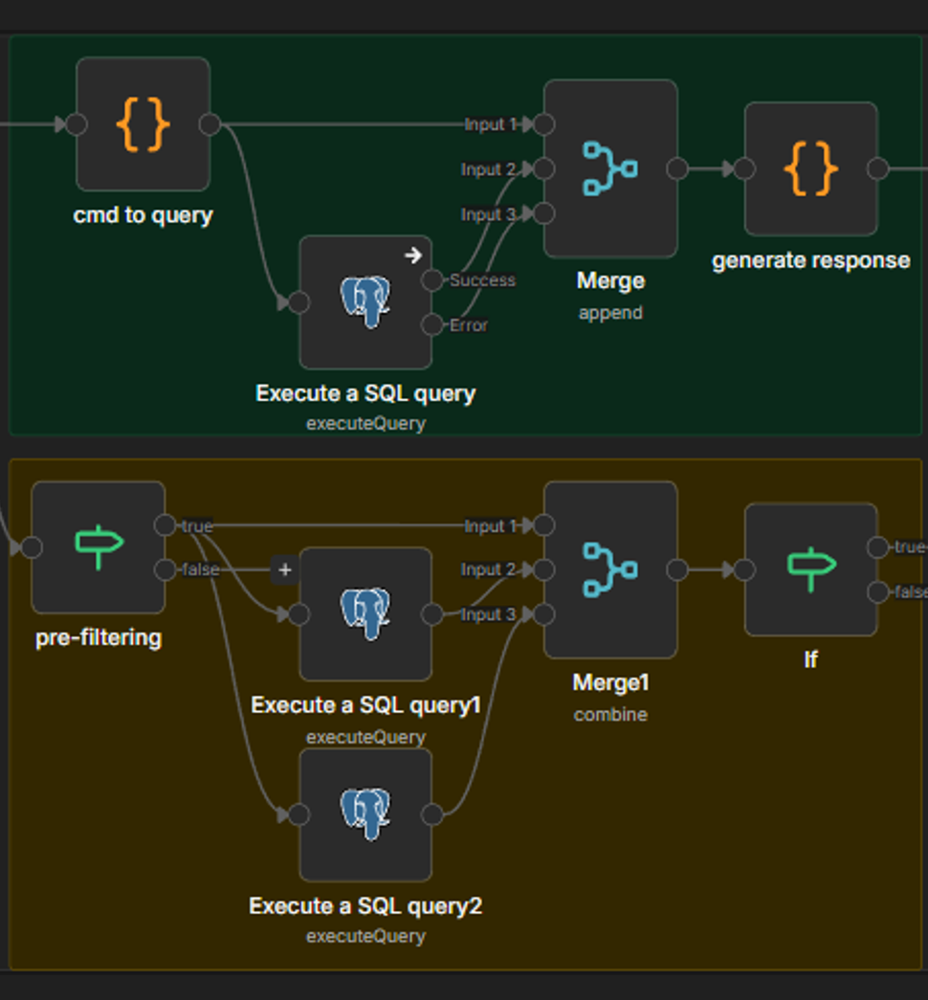 {}
cmd to query
Input 1
Input 2
Input 3
Success
Error
Execute a SQL query
executeQuery
Merge
append
{}
generate response
pre-filtering
true
false
+
Input 1
Input 2
Input 3
Execute a SQL query1
executeQuery
Execute a SQL query2
executeQuery
Merge1
combine
If
true
false